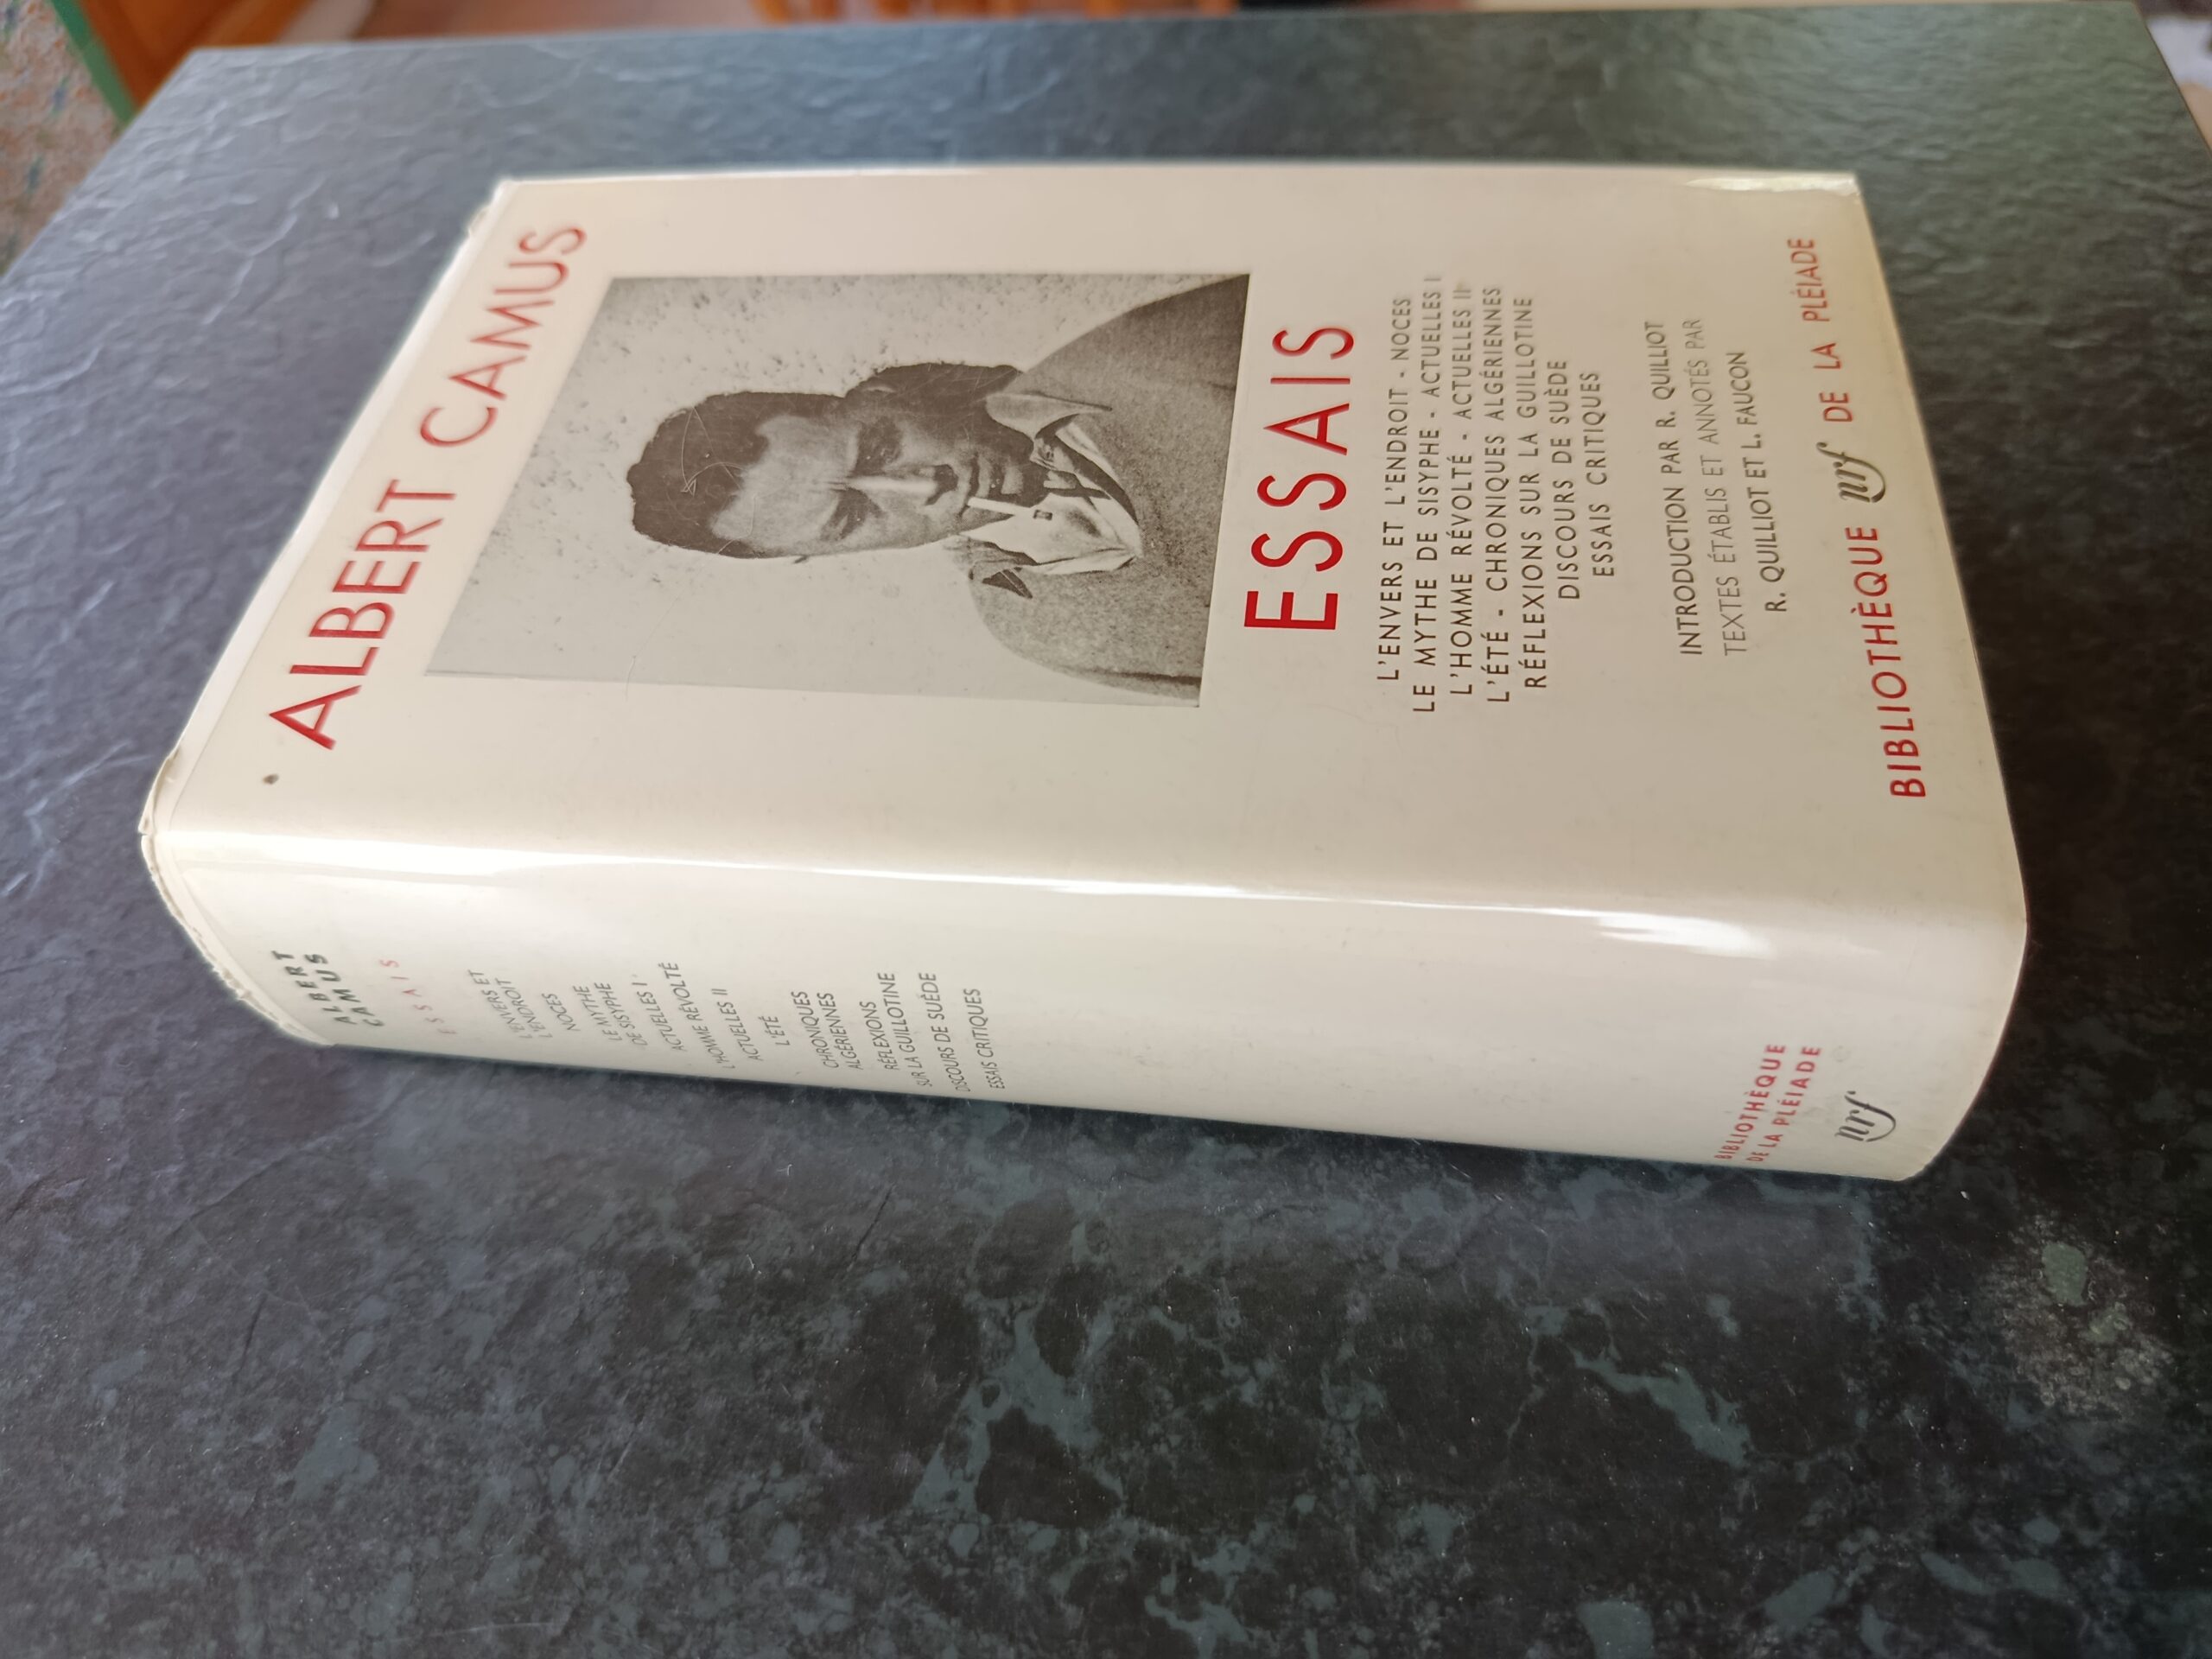 ALBERT CAMUS
ESSAIS
L'ENVERS ET L'ENDROIT - NOCES
LE MYTHE DE SISYPHE - ACTUELLES I
L'HOMME RÉVOLTÉ - ACTUELLES II
L'ÉTÉ - CHRONIQUES ALGÉRIENNES
RÉFLEXIONS SUR LA GUILLOTINE
DISCOURS DE SUÈDE
ESSAIS CRITIQUES
INTRODUCTION PAR R. QUILLIOT
TEXTES ÉTABLIS ET ANNOTÉS PAR
R. QUILLIOT ET L. FAUCON
BIBLIOTHÈQUE nrf DE LA PLÉIADE
ALBERT
CAMUS
ESSAIS
L'ENVERS ET
L'ENDROIT
NOCES
LE MYTHE
DE SISYPHE
ACTUELLES I
L'HOMME RÉVOLTÉ
ACTUELLES II
L'ÉTÉ
CHRONIQUES
ALGÉRIENNES
RÉFLEXIONS
SUR LA GUILLOTINE
DISCOURS DE SUÈDE
ESSAIS CRITIQUES
BIBLIOTHÈQUE
DE LA PLÉIADE
nrf